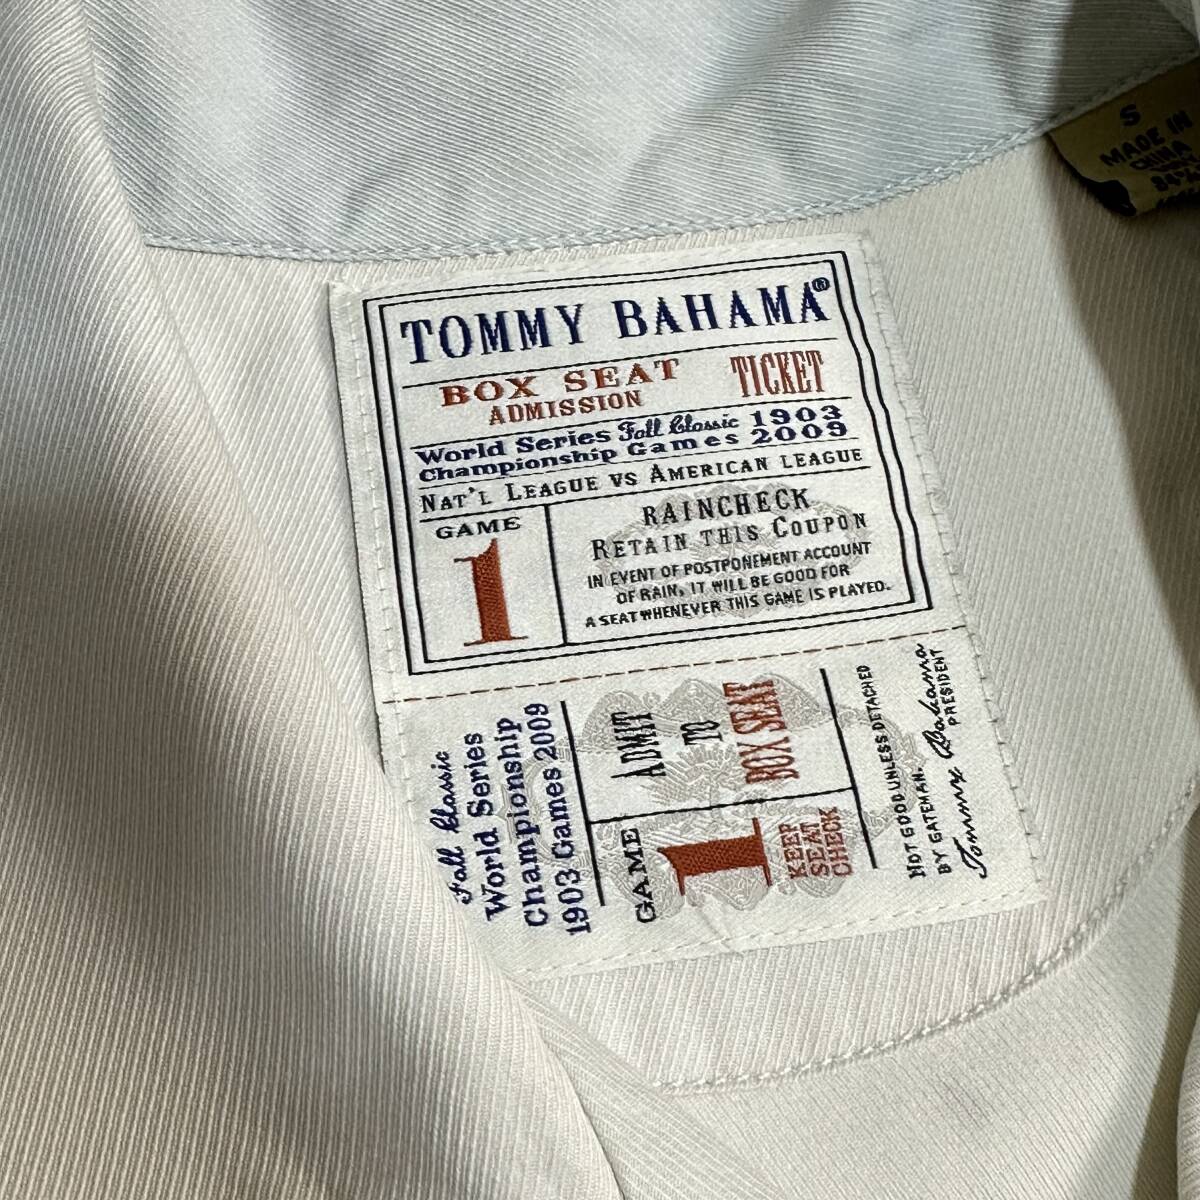 TOMMY BAHAMA®
BOX SEAT TICKET
ADMISSION
World Series Fall Classic 1903
Championship Games 2009
NAT'L LEAGUE VS AMERICAN LEAGUE
GAME
1
RAINCHECK
RETAIN THIS COUPON
IN EVENT OF POSTPONEMENT ACCOUNT
OF RAIN, IT WILL BE GOOD FOR
A SEAT WHENEVER THIS GAME IS PLAYED.
Fall Classic
World Series
Championship
1903 Games 2009
ADMIT
TO
BOX SEAT
GAME
1
KEEP
SEAT
CHECK
NOT GOOD UNLESS DETACHED
BY GATEMAN.
Tommy Bahama
PRESIDENT
S
MADE IN
CHINA
84%